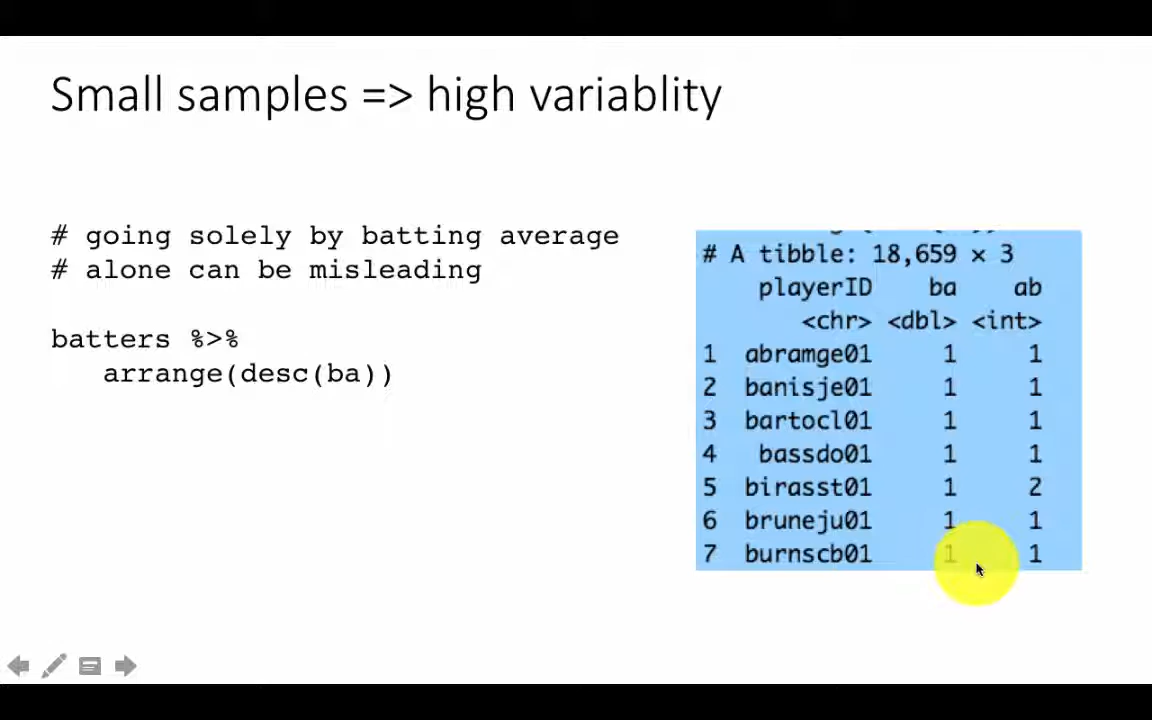 Small samples => high variablity
# going solely by batting average
# alone can be misleading
batters %>%
arrange(desc(ba))
# A tibble: 18,659 × 3
playerID ba ab
<chr> <dbl> <int>
1 abramge01 1 1
2 banisje01 1 1
3 bartocl01 1 1
4 bassdo01 1 1
5 birasst01 1 2
6 bruneju01 1 1
7 burnscb01 1 1